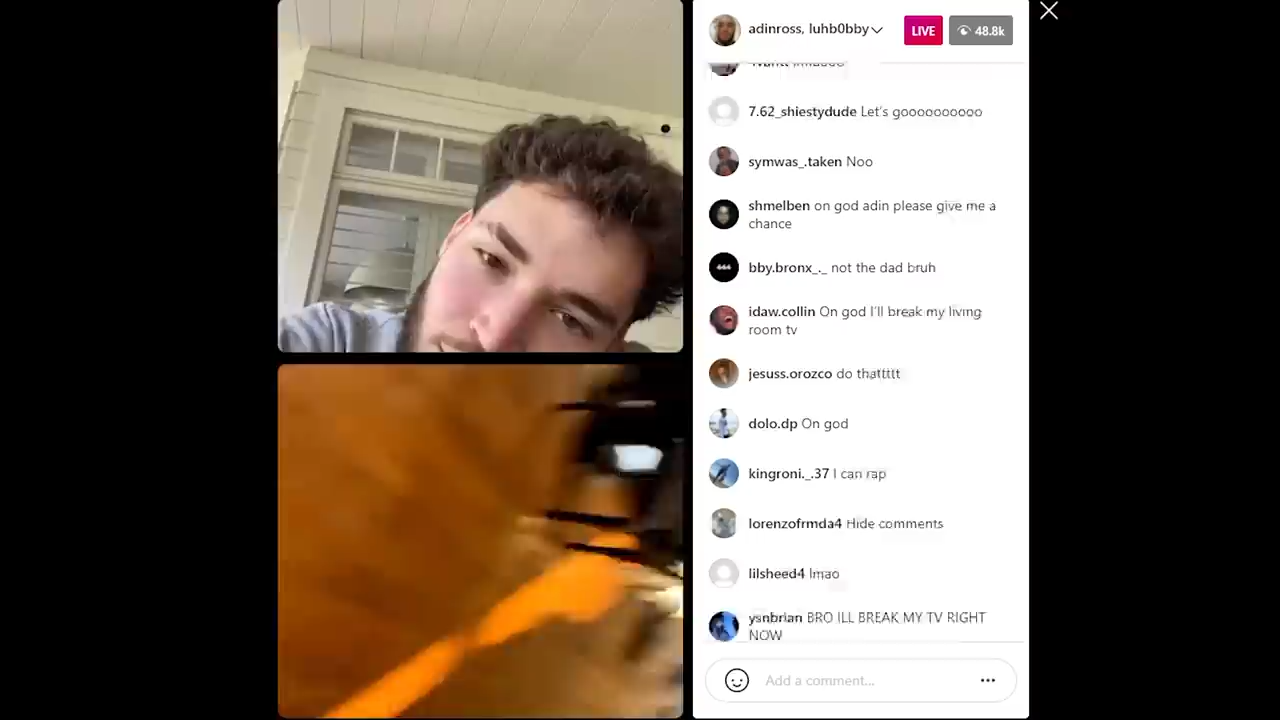 adinross, luhb0bby
LIVE
48.8k
7.62_shiestydude Let's goooooooooo
symwas_.taken Noo
shmelben on god adin please give me a
chance
bby.bronx_._ not the dad bruh
idaw.collin On god I'll break my living
room tv
jesuss.orozco do thattttt
dolo.dp On god
kingroni._.37 I can rap
lorenzofrmda4 Hide comments
lilsheed4 lmao
ysnbrian BRO ILL BREAK MY TV RIGHT
NOW
Add a comment...